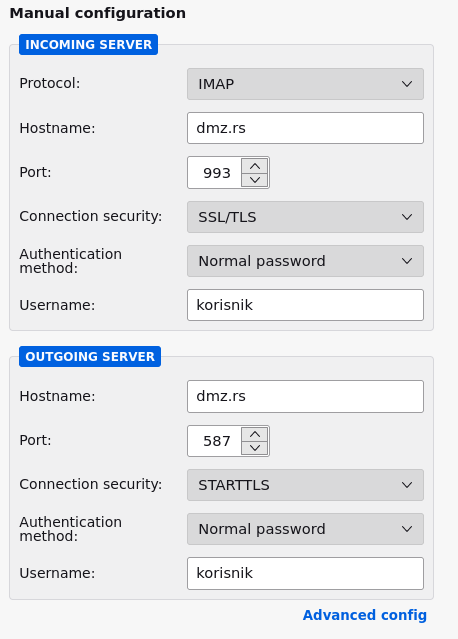 Manual configuration
INCOMING SERVER
Protocol: IMAP
Hostname: dmz.rs
Port: 993
Connection security: SSL/TLS
Authentication
method: Normal password
Username: korisnik
OUTGOING SERVER
Hostname: dmz.rs
Port: 587
Connection security: STARTTLS
Authentication
method: Normal password
Username: korisnik
Advanced config